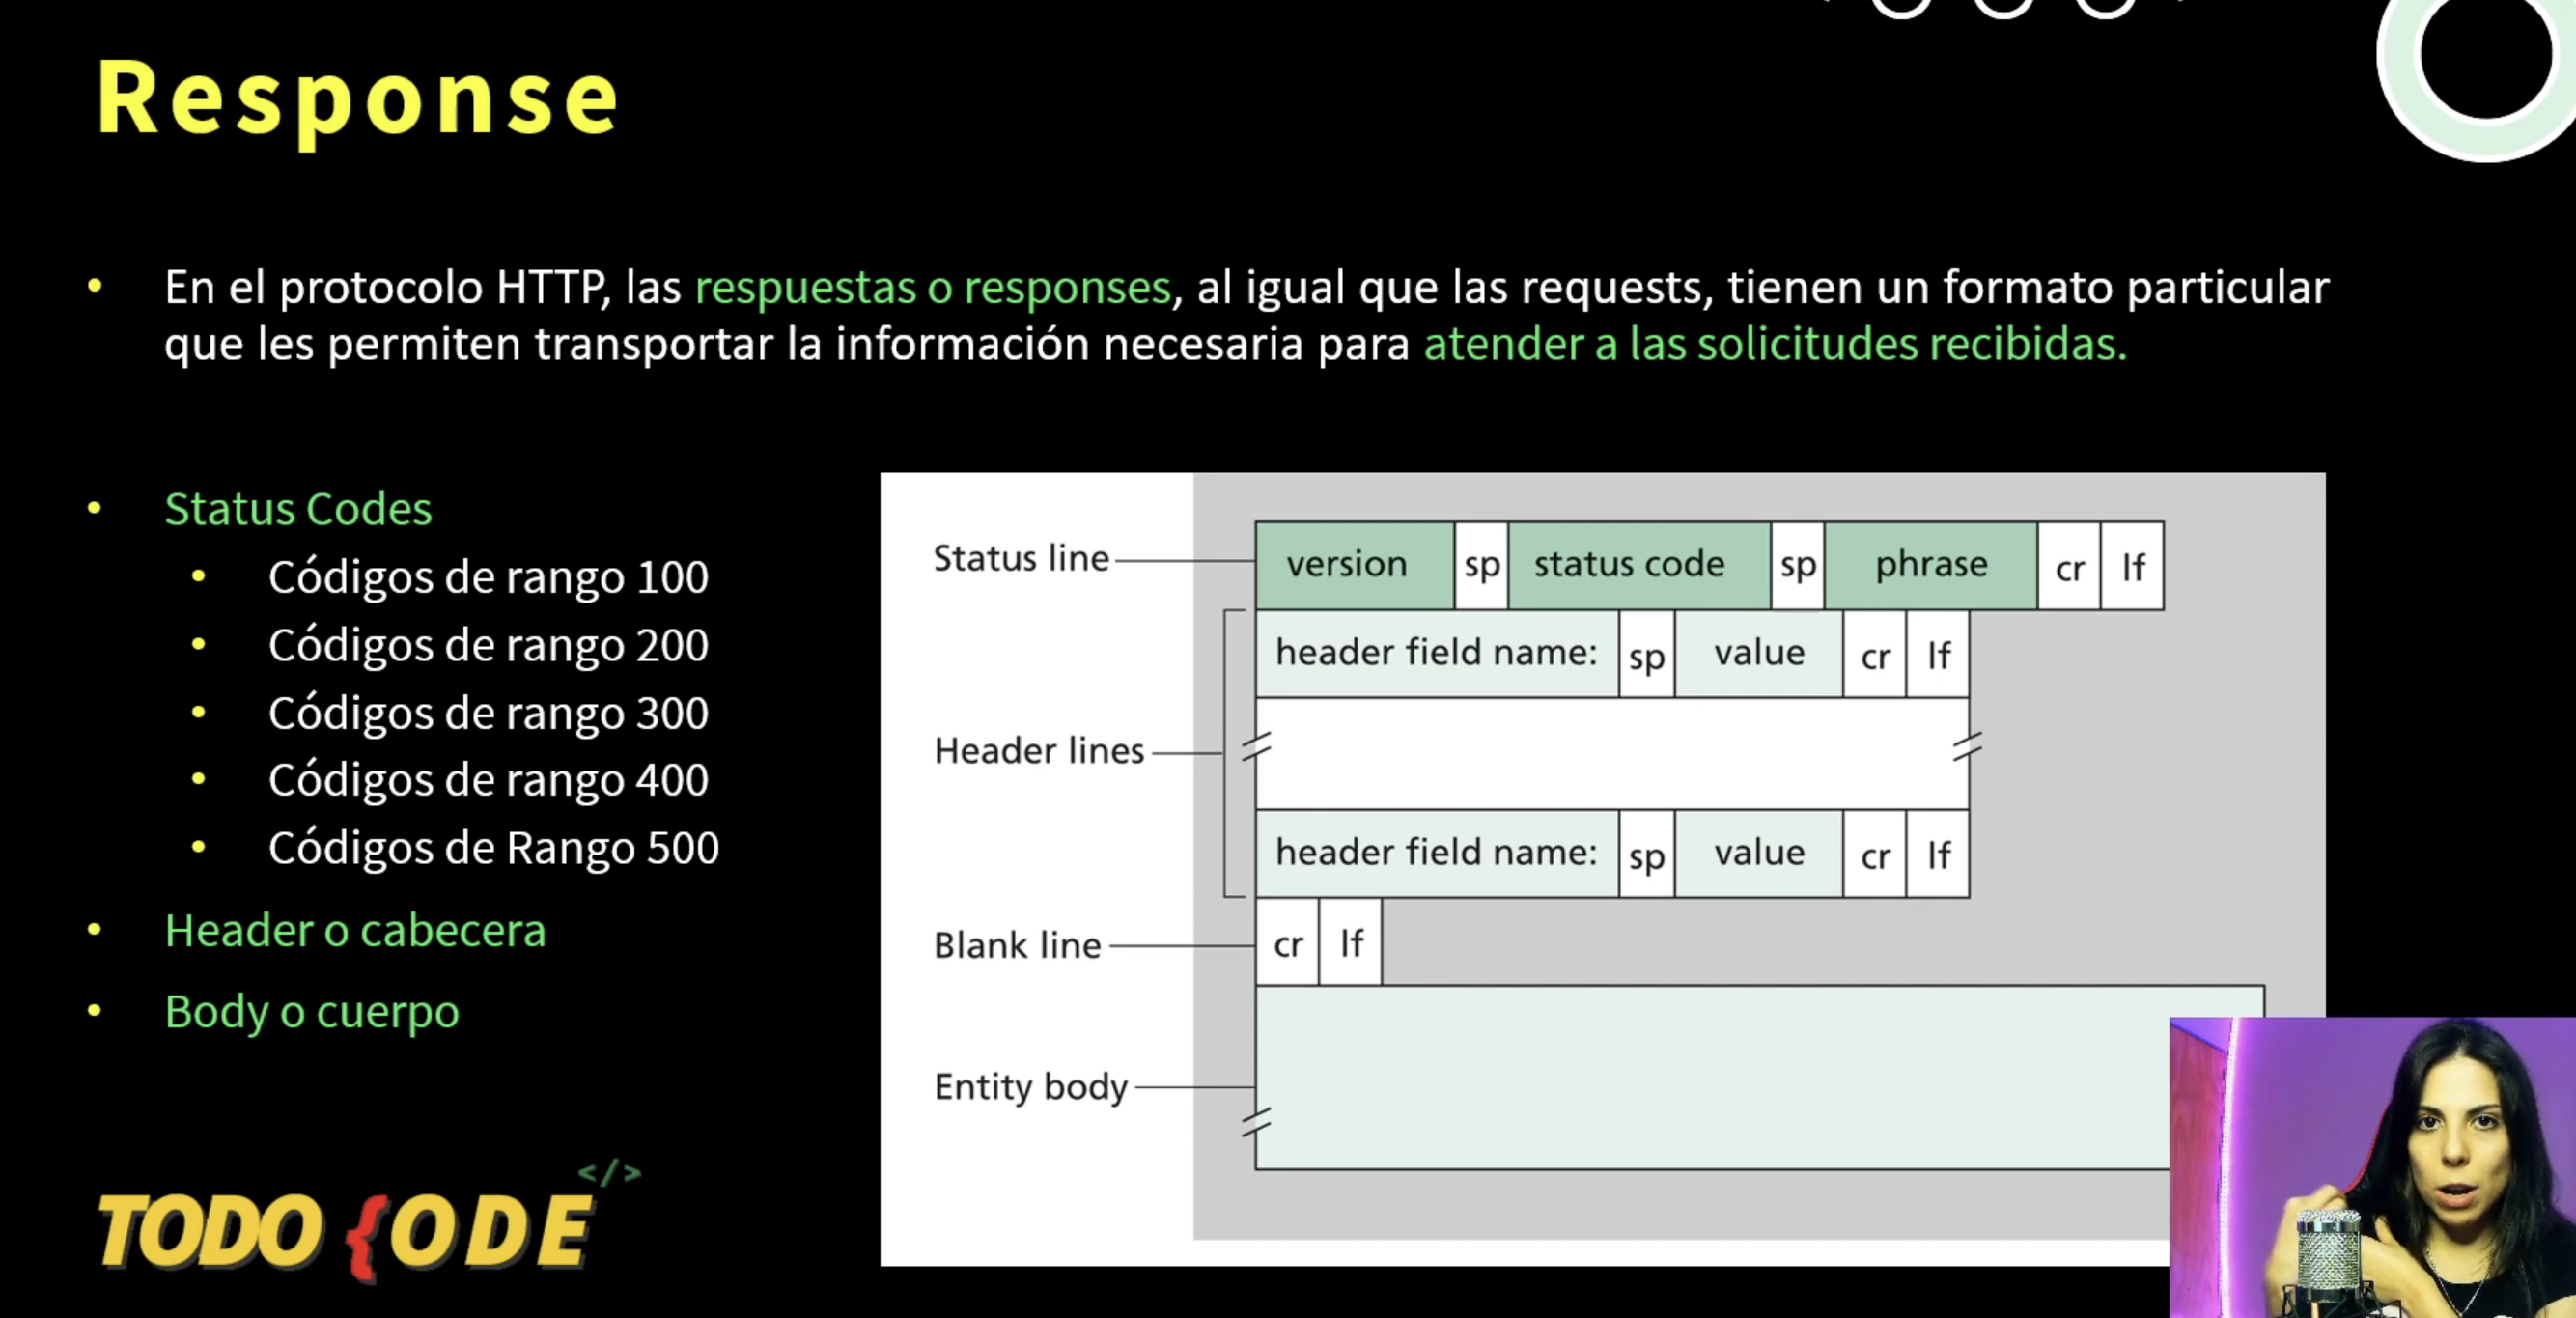 Response
• En el protocolo HTTP, las respuestas o responses, al igual que las requests, tienen un formato particular
que les permiten transportar la información necesaria para atender a las solicitudes recibidas.
• Status Codes
• Códigos de rango 100
• Códigos de rango 200
• Códigos de rango 300
• Códigos de rango 400
• Códigos de Rango 500
• Header o cabecera
• Body o cuerpo
Status line version sp status code sp phrase cr lf
header field name: sp value cr lf
Header lines
header field name: sp value cr lf
Blank line cr lf
Entity body
</>
TODO {ODE